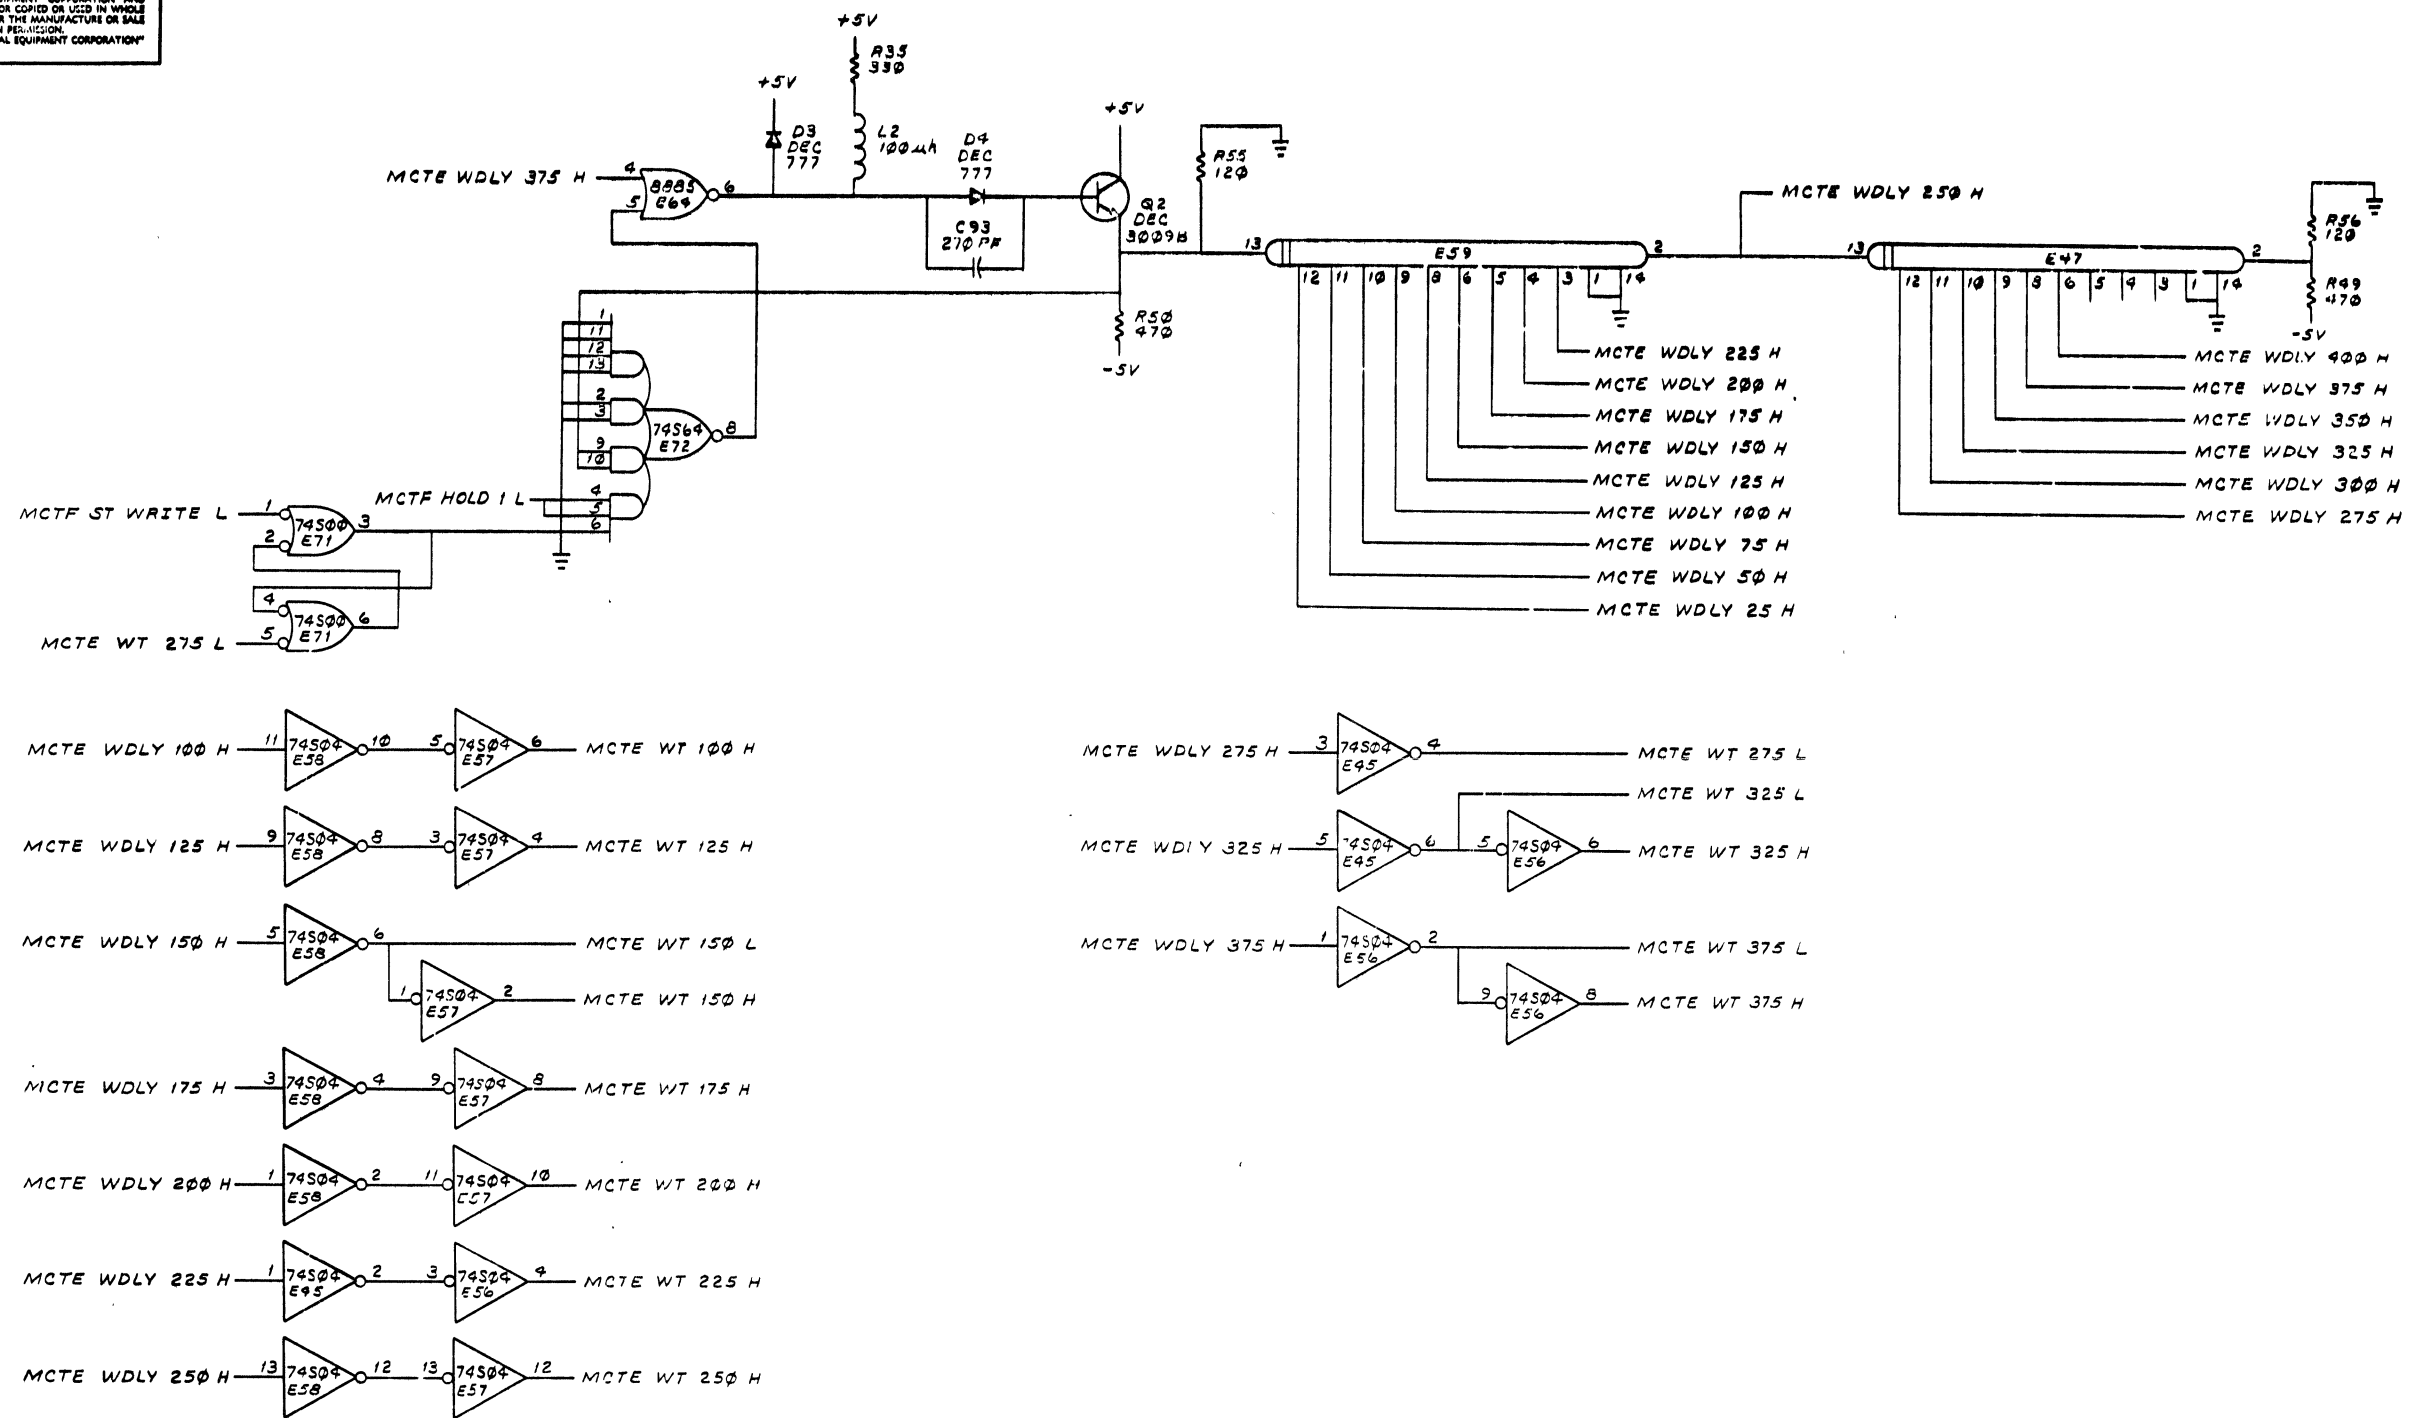 OR COPIED OR USED IN WHOLE
R THE MANUFACTURE OR SALE
N PERMISSION.
AL EQUIPMENT CORPORATION"
+5V
R35
330
+5V
D3
DEC
777
L2
100µh
D4
DEC
777
+5V
MCTE WDLY 375 H
4
5
8885
E64
6
C93
270 PF
Q2
DEC
3009B
R55
120
13
E59
2
12 11 10 9 8 6 5 4 3 1 14
MCTE WDLY 250 H
13
E47
2
12 11 10 9 8 6 5 4 3 1 14
R56
120
R49
470
-5V
R50
470
-5V
1
11
12
13
2
3
9
10
4
5
6
74S64
E72
8
MCTF HOLD 1 L
MCTF ST WRITE L
1
2
74S00
E71
3
4
5
74S00
E71
6
MCTE WT 275 L
MCTE WDLY 225 H
MCTE WDLY 200 H
MCTE WDLY 175 H
MCTE WDLY 150 H
MCTE WDLY 125 H
MCTE WDLY 100 H
MCTE WDLY 75 H
MCTE WDLY 50 H
MCTE WDLY 25 H
MCTE WDLY 400 H
MCTE WDLY 375 H
MCTE WDLY 350 H
MCTE WDLY 325 H
MCTE WDLY 300 H
MCTE WDLY 275 H
MCTE WDLY 100 H 11 74S04 E58 10 5 74S04 E57 6 MCTE WT 100 H
MCTE WDLY 125 H 9 74S04 E58 8 3 74S04 E57 4 MCTE WT 125 H
MCTE WDLY 150 H 5 74S04 E58 6 MCTE WT 150 L
1 74S04 E57 2 MCTE WT 150 H
MCTE WDLY 175 H 3 74S04 E58 4 9 74S04 E57 8 MCTE WT 175 H
MCTE WDLY 200 H 1 74S04 E58 2 11 74S04 E57 10 MCTE WT 200 H
MCTE WDLY 225 H 1 74S04 E45 2 3 74S04 E56 4 MCTE WT 225 H
MCTE WDLY 250 H 13 74S04 E58 12 13 74S04 E57 12 MCTE WT 250 H
MCTE WDLY 275 H 3 74S04 E45 4 MCTE WT 275 L
MCTE WT 325 L
MCTE WDLY 325 H 5 74S04 E45 6 5 74S04 E56 6 MCTE WT 325 H
MCTE WDLY 375 H 1 74S04 E56 2 MCTE WT 375 L
9 74S04 E56 8 MCTE WT 375 H